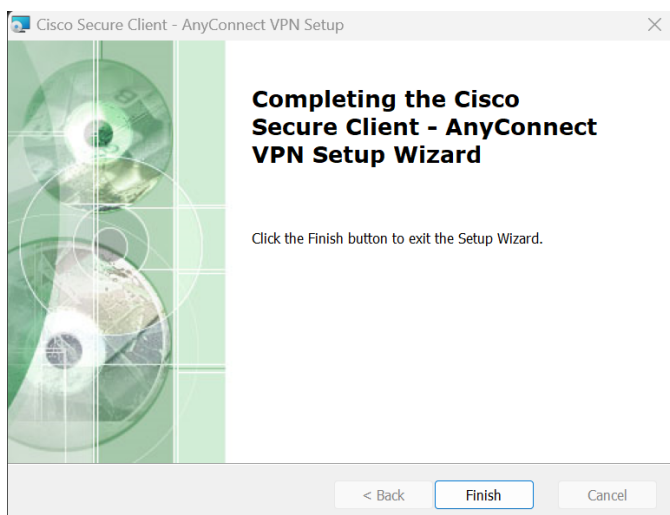 Cisco Secure Client - AnyConnect VPN Setup
Completing the Cisco
Secure Client - AnyConnect
VPN Setup Wizard
Click the Finish button to exit the Setup Wizard.
< Back Finish Cancel